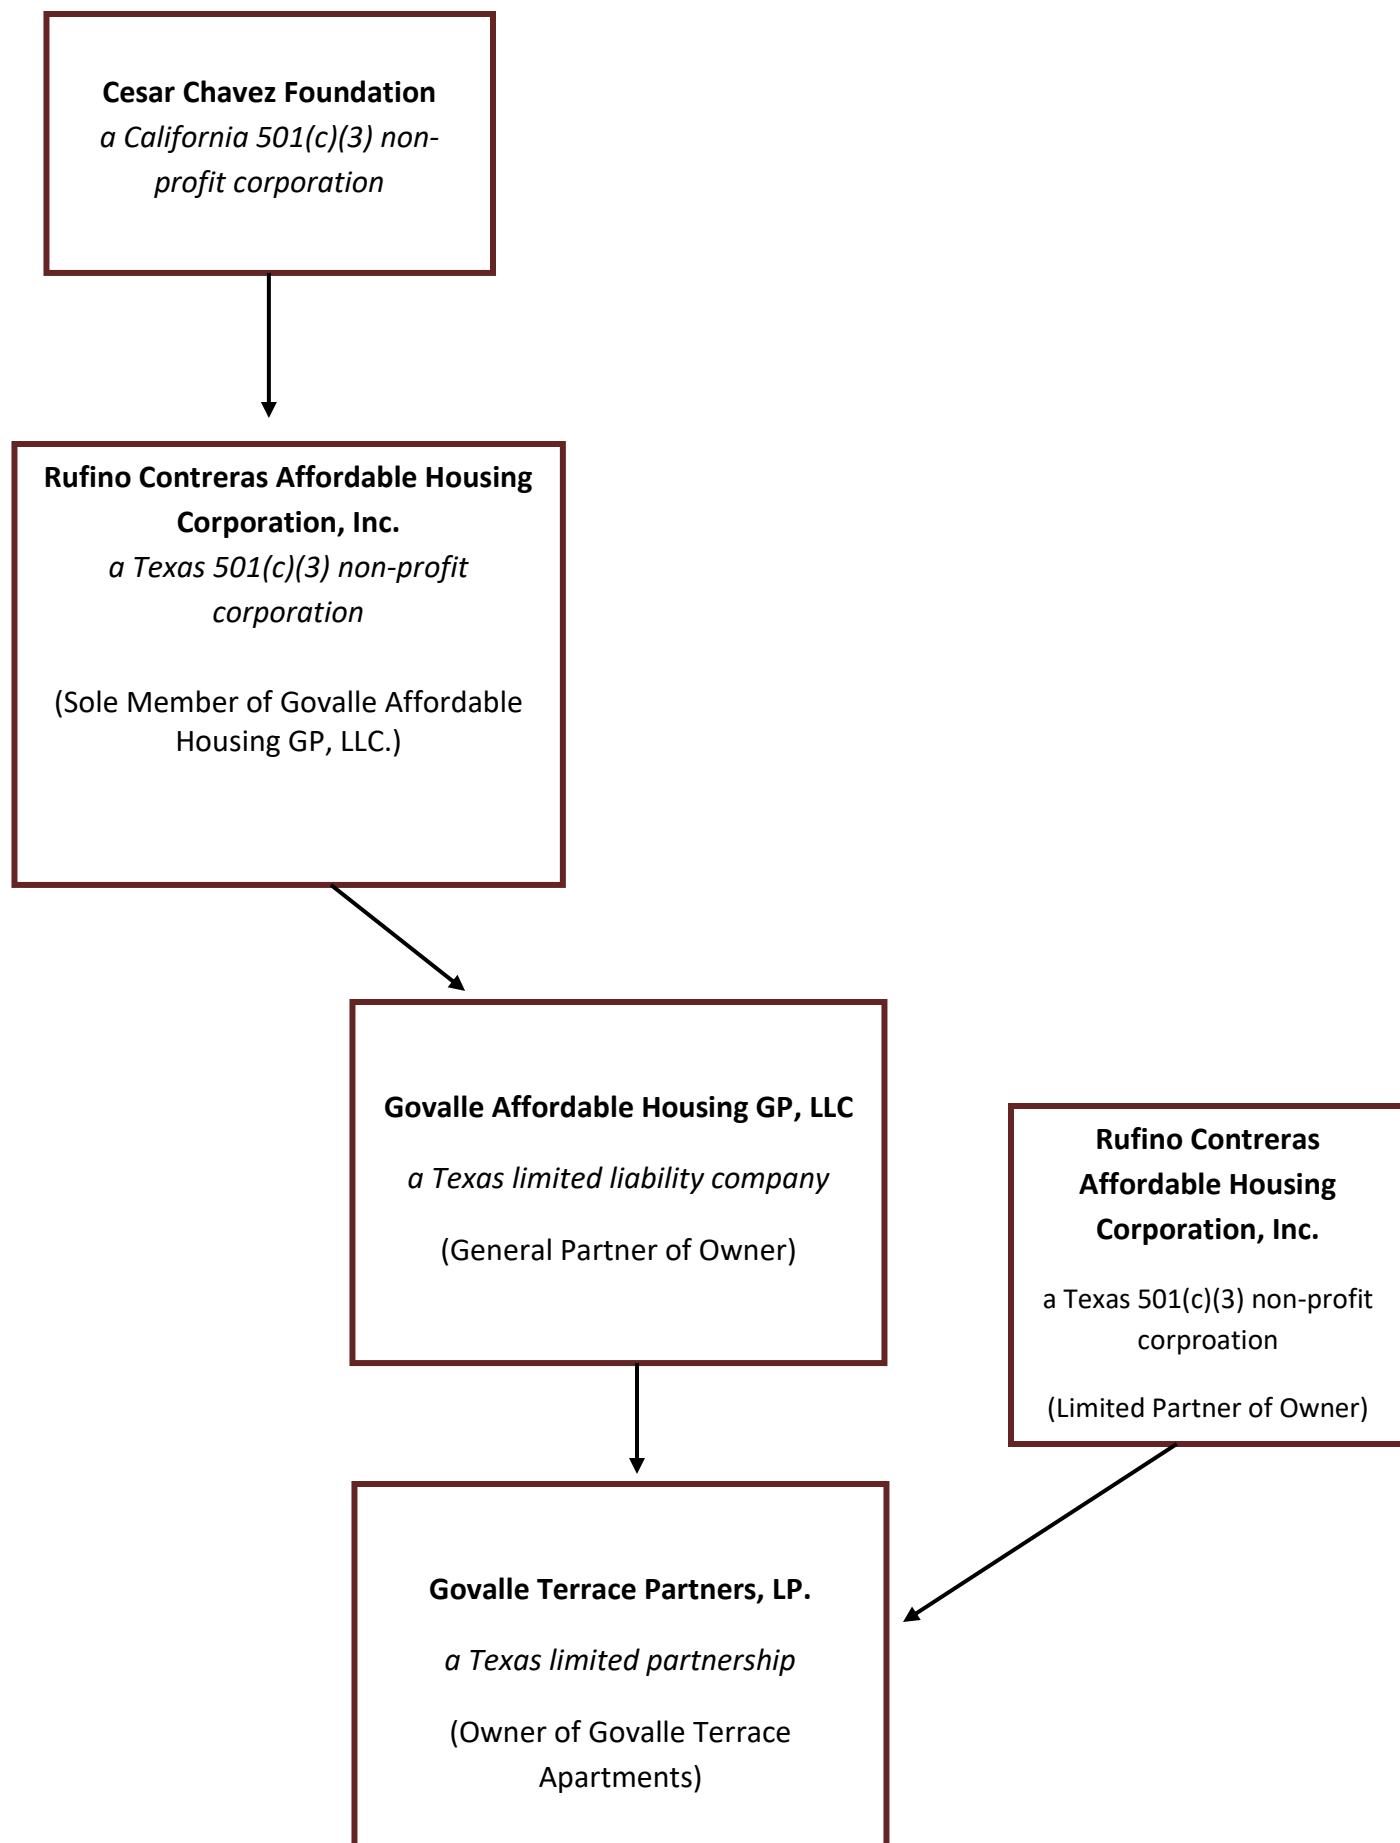 Cesar Chavez Foundation
a California 501(c)(3) non-
profit corporation
Rufino Contreras Affordable Housing
Corporation, Inc.
a Texas 501(c)(3) non-profit
corporation
(Sole Member of Govalle Affordable
Housing GP, LLC.)
Govalle Affordable Housing GP, LLC
a Texas limited liability company
(General Partner of Owner)
Rufino Contreras
Affordable Housing
Corporation, Inc.
a Texas 501(c)(3) non-profit
corproation
(Limited Partner of Owner)
Govalle Terrace Partners, LP.
a Texas limited partnership
(Owner of Govalle Terrace
Apartments)